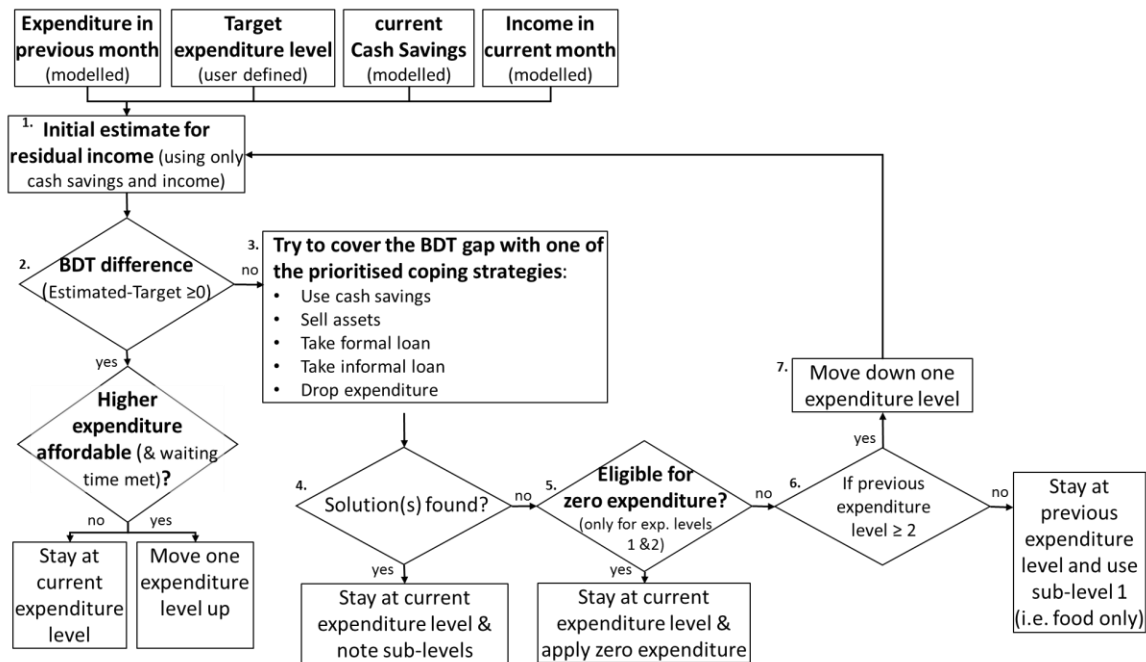 Expenditure in
previous month
(modelled)
Target
expenditure level
(user defined)
current
Cash Savings
(modelled)
Income in
current month
(modelled)
1. Initial estimate for
residual income (using only
cash savings and income)
2. BDT difference
(Estimated-Target ≥0)
no
yes
3. Try to cover the BDT gap with one of
the prioritised coping strategies:
• Use cash savings
• Sell assets
• Take formal loan
• Take informal loan
• Drop expenditure
Higher
expenditure
affordable (& waiting
time met)?
no
yes
Stay at
current
expenditure
level
Move one
expenditure
level up
4. Solution(s) found?
no
yes
Stay at current
expenditure level &
note sub-levels
5. Eligible for
zero expenditure?
(only for exp. levels
1 &2)
no
yes
Stay at current
expenditure level &
apply zero expenditure
6. If previous
expenditure
level ≥ 2
yes
no
7. Move down one
expenditure level
Stay at
previous
expenditure
level and use
sub-level 1
(i.e. food only)